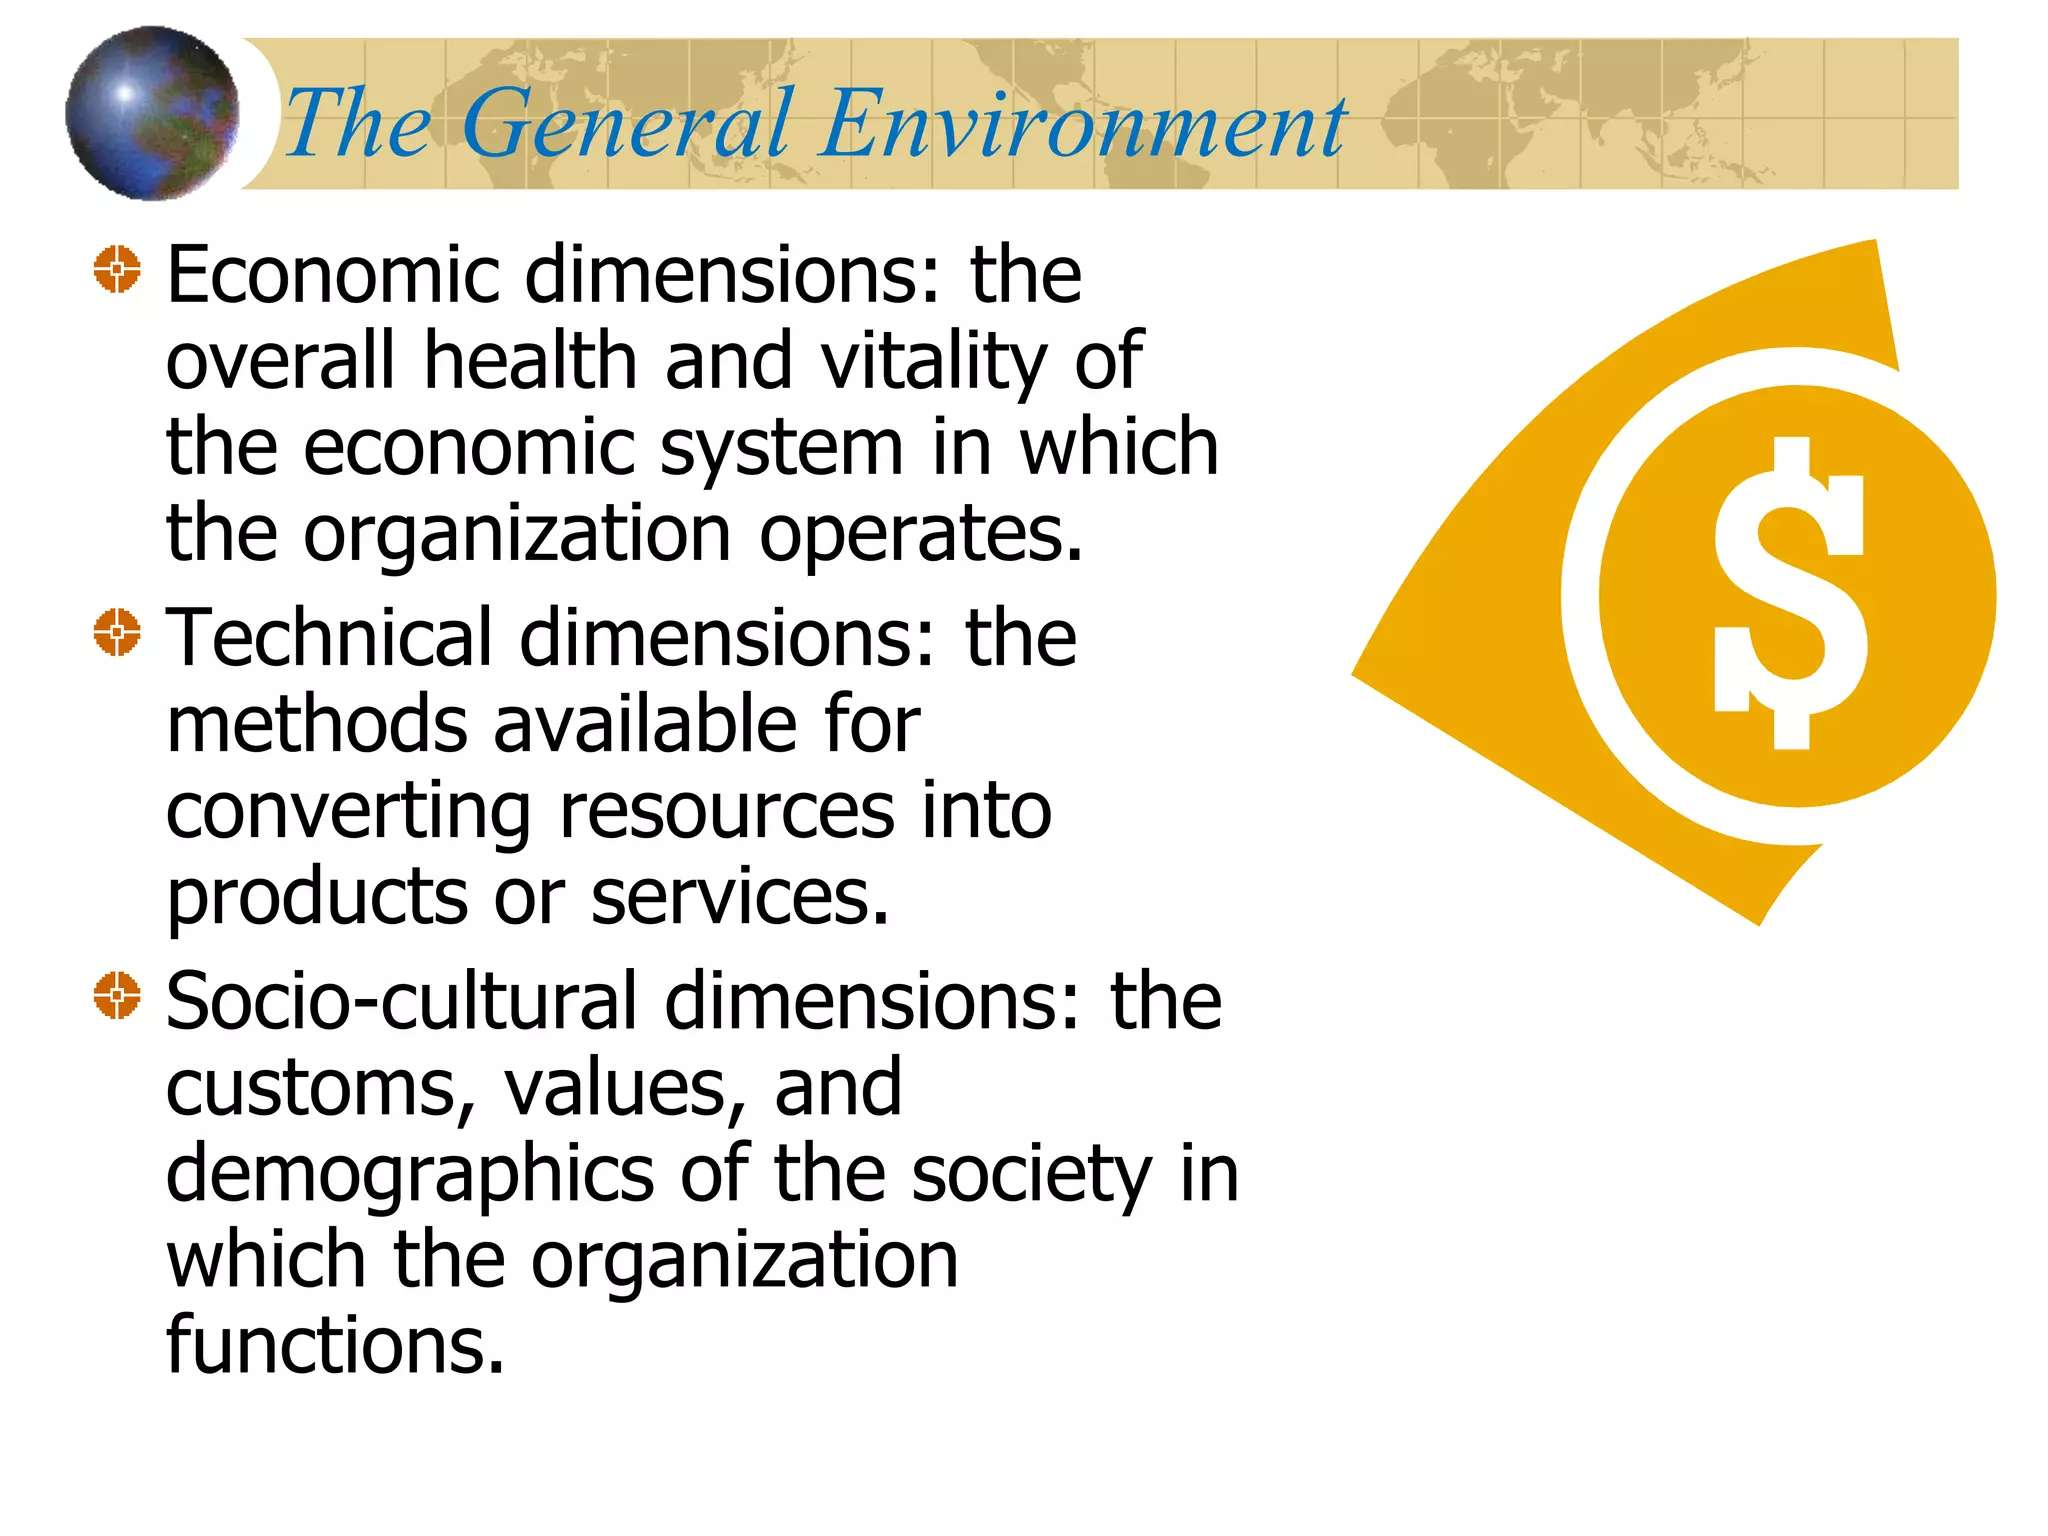 The General Environment
Economic dimensions: the
overall health and vitality of
the economic system in which
the organization operates.
Technical dimensions: the
methods available for
converting resources into
products or services.
Socio-cultural dimensions: the
customs, values, and
demographics of the society in
which the organization
functions.
$